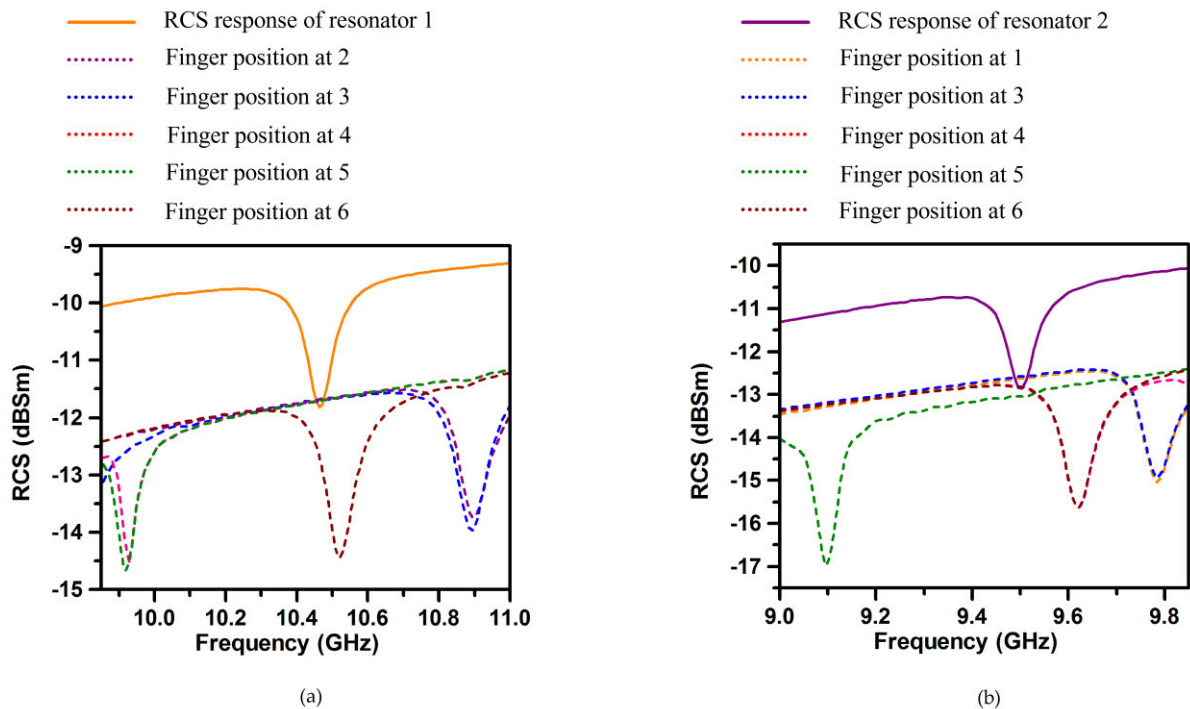 RCS response of resonator 1
Finger position at 2
Finger position at 3
Finger position at 4
Finger position at 5
Finger position at 6
-9
-10
-11
-12
-13
-14
-15
RCS (dBSm)
10.0 10.2 10.4 10.6 10.8 11.0
Frequency (GHz)
(a)
RCS response of resonator 2
Finger position at 1
Finger position at 3
Finger position at 4
Finger position at 5
Finger position at 6
-10
-11
-12
-13
-14
-15
-16
-17
RCS (dBSm)
9.0 9.2 9.4 9.6 9.8
Frequency (GHz)
(b)